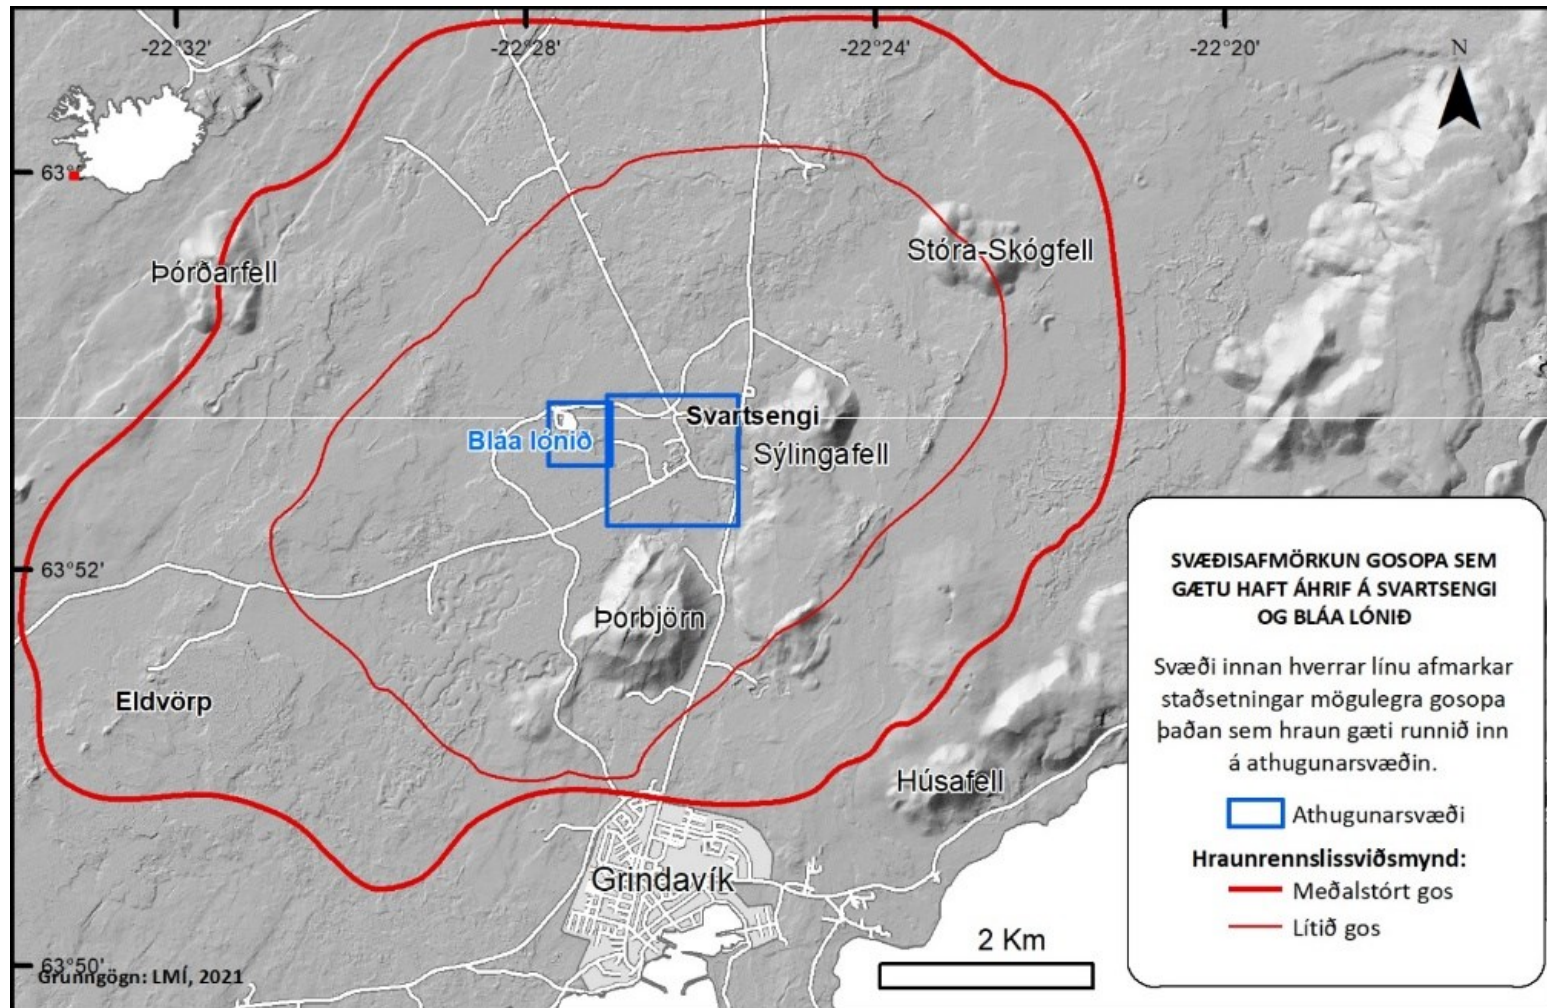 -22°32'
-22°28'
-22°24'
-22°20'
N
63°
Stóra-Skógfell
Þórðarfell
Svartsengi
Bláa lónið
Sýlingafell
63°52'
Þorbjörn
Eldvörp
Húsafell
Grindavík
63°50'
Grunngögn: LMÍ, 2021
2 Km
SVÆÐISAFMÖRKUN GOSOPA SEM
GÆTU HAFT ÁHRIF Á SVARTSENGI
OG BLÁA LÓNIÐ
Svæði innan hverrar línu afmarkar
staðsetningar mögulegra gosopa
þaðan sem hraun gæti runnið inn
á athugunarsvæðin.
Athugunarsvæði
Hraunrennslissviðsmynd:
Meðalstórt gos
Lítið gos